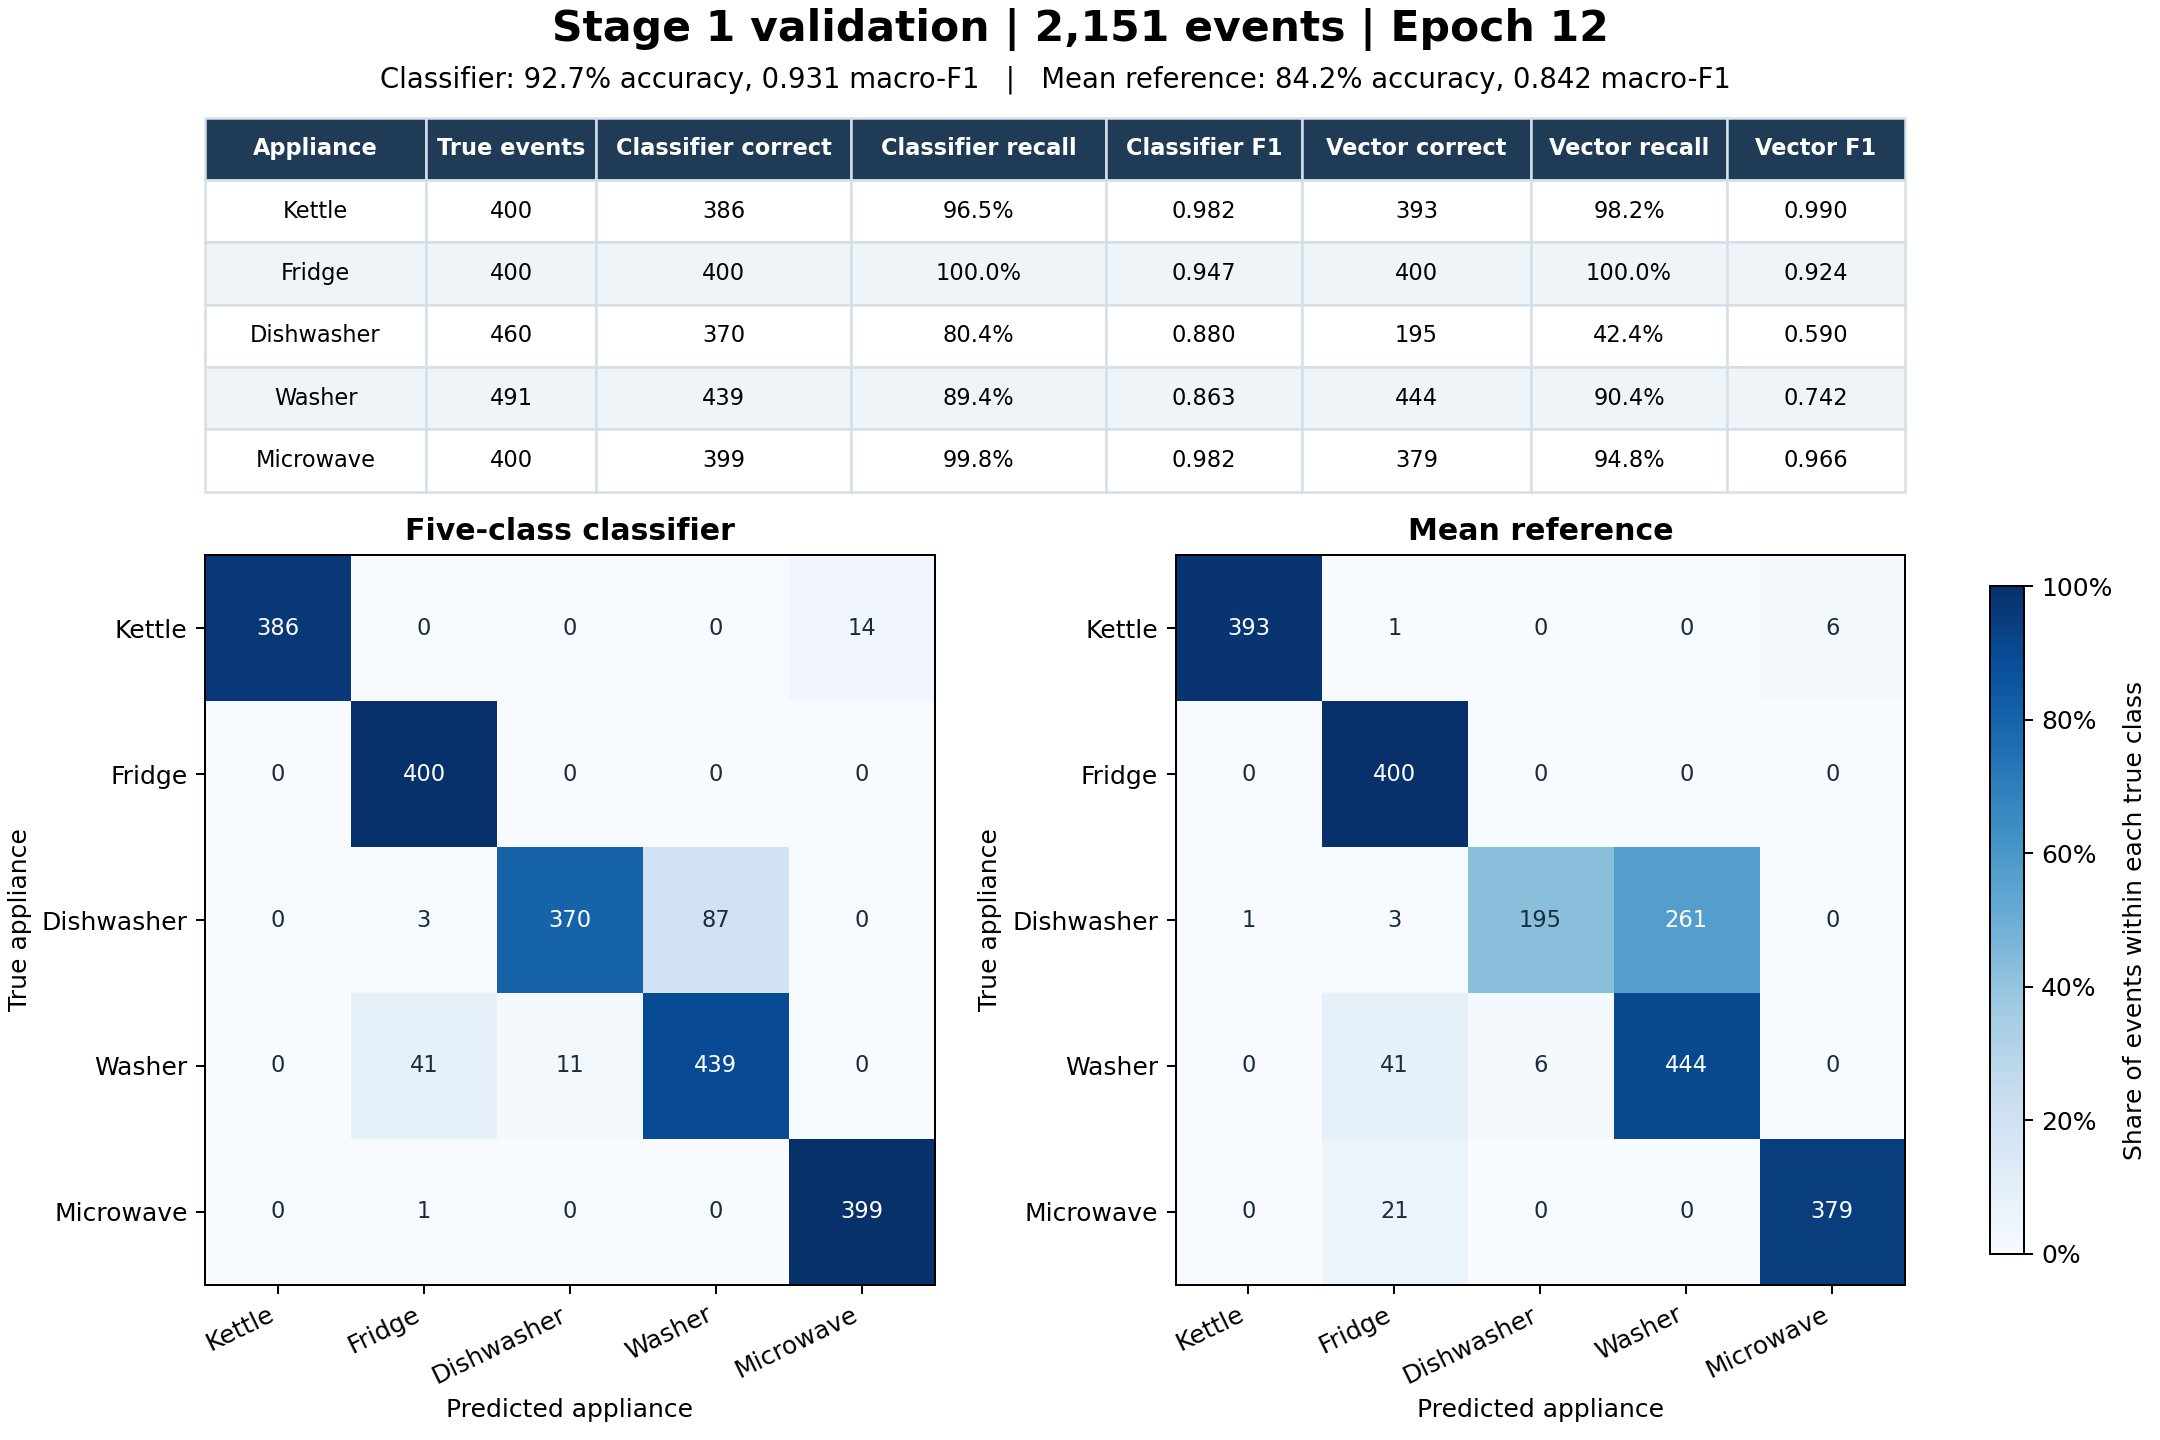 Stage 1 validation | 2,151 events | Epoch 12
Classifier: 92.7% accuracy, 0.931 macro-F1 | Mean reference: 84.2% accuracy, 0.842 macro-F1
Appliance True events Classifier correct Classifier recall Classifier F1 Vector correct Vector recall Vector F1
Kettle 400 386 96.5% 0.982 393 98.2% 0.990
Fridge 400 400 100.0% 0.947 400 100.0% 0.924
Dishwasher 460 370 80.4% 0.880 195 42.4% 0.590
Washer 491 439 89.4% 0.863 444 90.4% 0.742
Microwave 400 399 99.8% 0.982 379 94.8% 0.966
Five-class classifier
True appliance
Kettle 386 0 0 0 14
Fridge 0 400 0 0 0
Dishwasher 0 3 370 87 0
Washer 0 41 11 439 0
Microwave 0 1 0 0 399
Kettle Fridge Dishwasher Washer Microwave
Predicted appliance
Mean reference
True appliance
Kettle 393 1 0 0 6
Fridge 0 400 0 0 0
Dishwasher 1 3 195 261 0
Washer 0 41 6 444 0
Microwave 0 21 0 0 379
Kettle Fridge Dishwasher Washer Microwave
Predicted appliance
100%
80%
60%
40%
20%
0%
Share of events within each true class